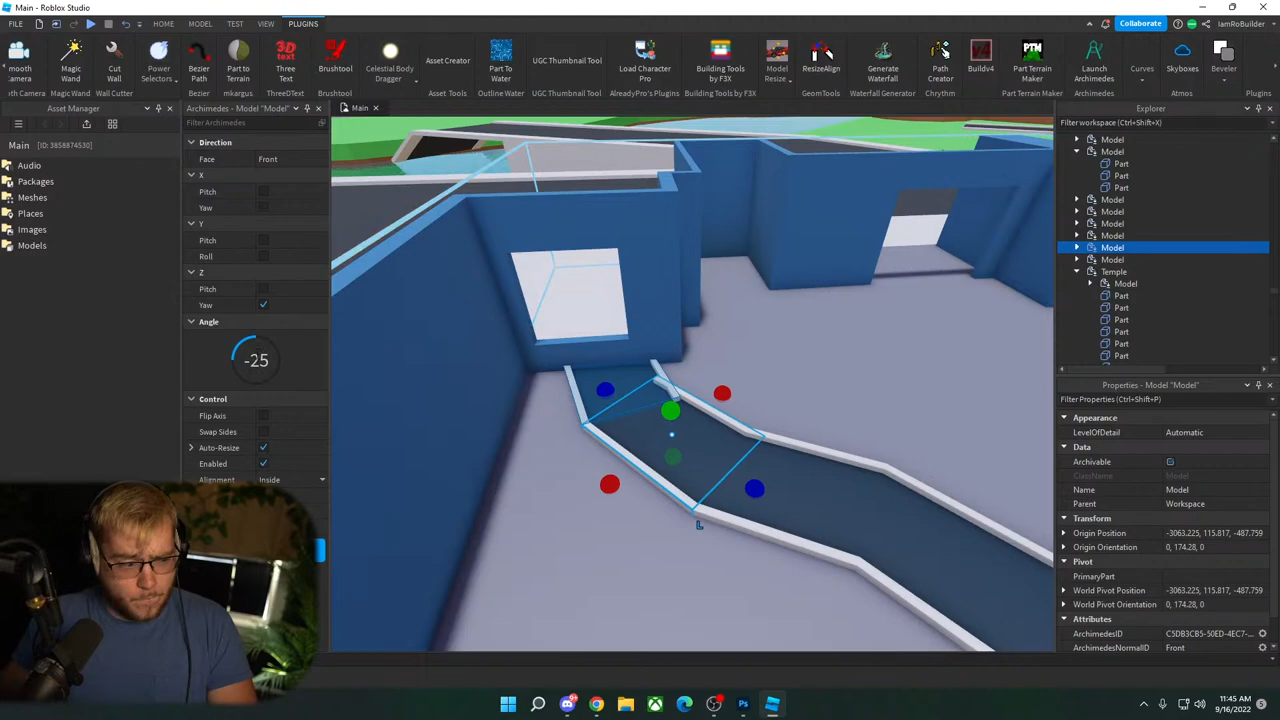 Main - Roblox Studio
FILE HOME MODEL TEST VIEW PLUGINS Collaborate IamRoBuilder
mooth Camera Magic Wand Cut Wall Power Selectors Bezier Path Part to Terrain Three Text Brushtool Celestial Body Dragger Asset Creator Part To Water UGC Thumbnail Tool Load Character Pro Building Tools by F3X Model Resize ResizeAlign Generate Waterfall Path Creator Buildv4 Part Terrain Maker Launch Archimedes Curves Skyboxes Beveler
th Camera Magic Wand Wall Cutter mkargus Bezier ThreeDText Brushtool Outline Water UGC Thumbnail Tool AlreadyPro's Plugins Building Tools by F3X GeomTools Waterfall Generator Chrythm Part Terrain Maker Archimedes Atmos Plugins
Asset Manager
Main [ID: 3858874530]
Audio
Packages
Meshes
Places
Images
Models
Archimedes - Model "Model"
Filter Archimedes
Direction
Face Front
X
Pitch
Yaw
Y
Pitch
Roll
Z
Pitch
Yaw
Angle
-25
Control
Flip Axis
Swap Sides
Auto-Resize
Enabled
Alignment Inside
Main
L
Explorer
Filter workspace (Ctrl+Shift+X)
Model
Model
Part
Part
Part
Model
Model
Model
Model
Model
Model
Temple
Model
Part
Part
Part
Part
Part
Part
Properties - Model "Model"
Filter Properties (Ctrl+Shift+P)
Appearance
LevelOfDetail Automatic
Data
Archivable
ClassName Model
Name Model
Parent Workspace
Transform
Origin Position -3063.225, 115.817, -487.759
Origin Orientation 0, 174.28, 0
Pivot
PrimaryPart
World Pivot Position -3063.225, 115.817, -487.759
World Pivot Orientation 0, 174.28, 0
Attributes
ArchimedesID C5DB3CB5-50ED-4EC7-...
ArchimedesNormalID Front
11:45 AM
9/16/2022